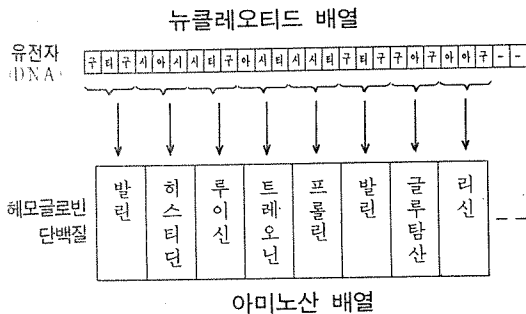 뉴클레오티드 배열
유전자
(DNA)
구 티 구 시 아 시 시 티 구 아 시 티 시 시 티 구 티 구 구 아 구 아 아 구 - -
헤모글로빈
단백질
발린
히스티딘
루이신
트레오닌
프롤린
발린
글루탐산
리신
- -
아미노산 배열